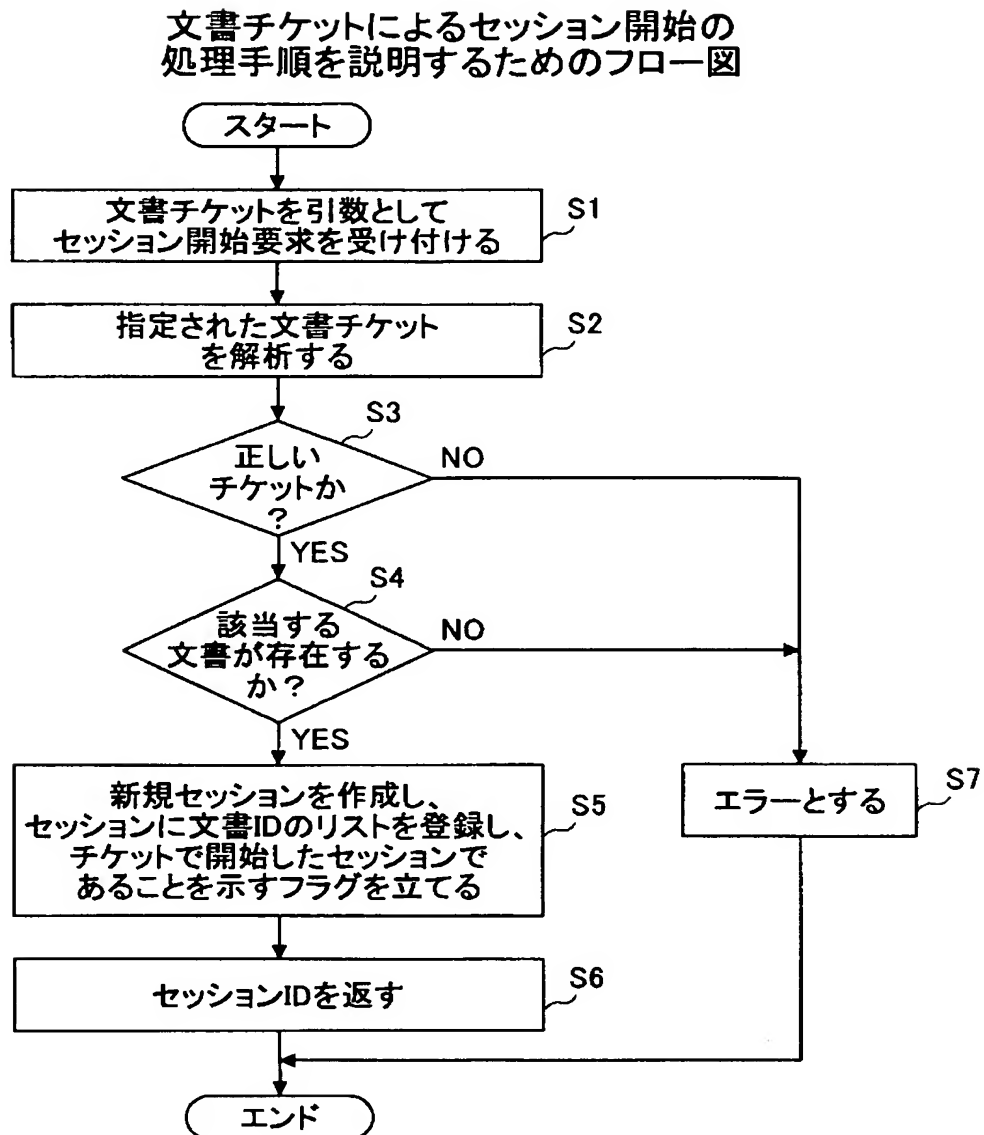 文書チケットによるセッション開始の
処理手順を説明するためのフロー図
スタート
文書チケットを引数として
セッション開始要求を受け付ける
S1
指定された文書チケット
を解析する
S2
S3
正しい
チケットか
？
NO
YES
S4
該当する
文書が存在する
か？
NO
YES
新規セッションを作成し、
セッションに文書IDのリストを登録し、
チケットで開始したセッションで
あることを示すフラグを立てる
S5
エラーとする
S7
セッションIDを返す
S6
エンド